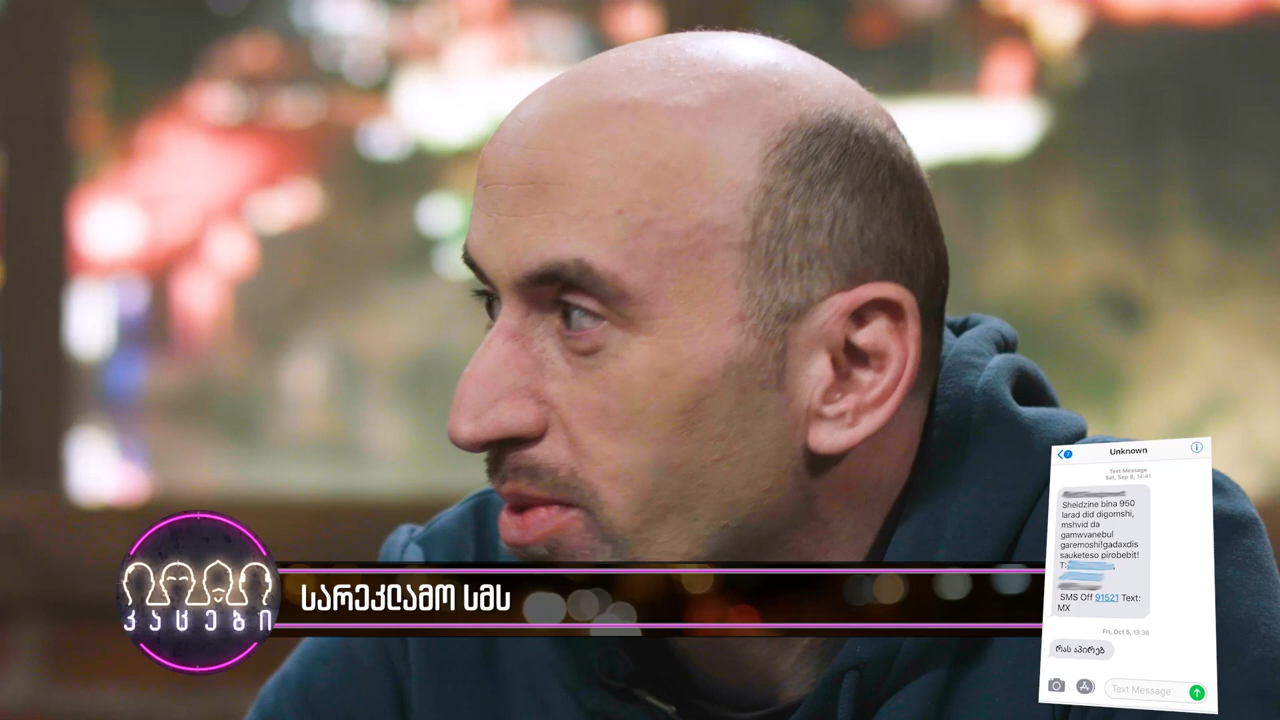 კაცები
სარეკლამო სმს
7
Unknown
Text Message
Sat, Sep 8, 14:41
Sheidzine bina 950
larad did digomshi,
mshvid da
gamwvanebul
garemoshi!gadaxdis
sauketeso pirobebit!
T:
SMS Off 91521 Text:
MX
Fri, Oct 5, 13:36
რას აპირებ
Text Message